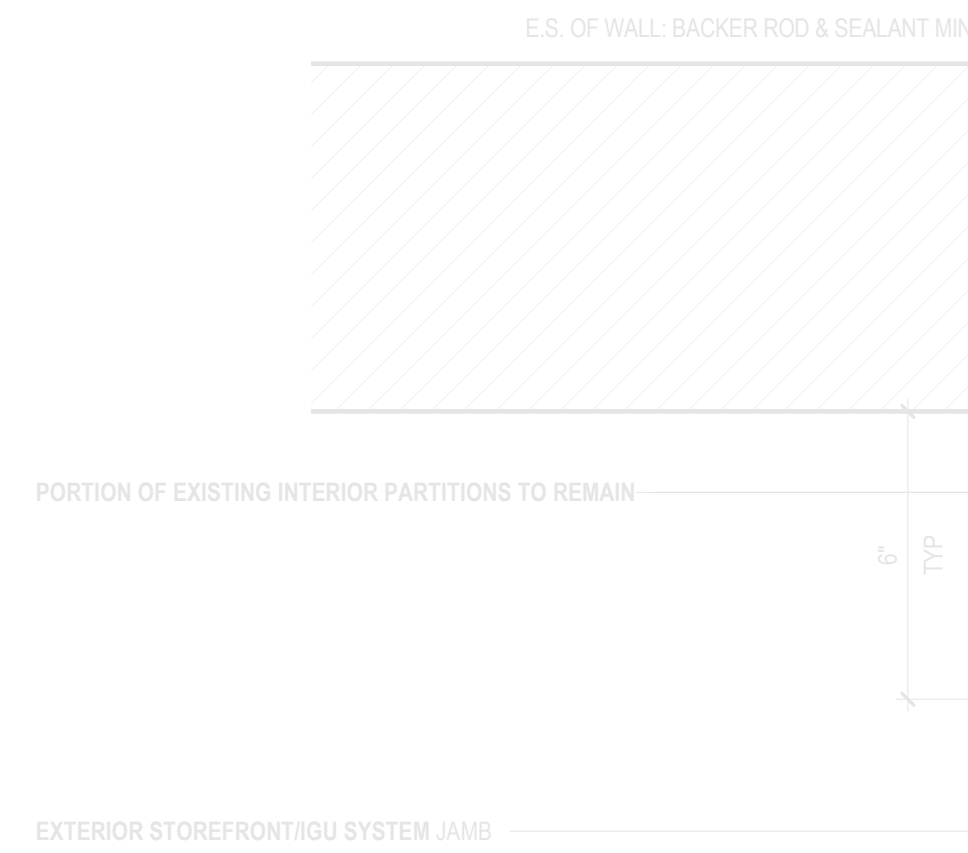 E.S. OF WALL: BACKER ROD & SEALANT MIN
PORTION OF EXISTING INTERIOR PARTITIONS TO REMAIN
6"
TYP
EXTERIOR STOREFRONT/IGU SYSTEM JAMB